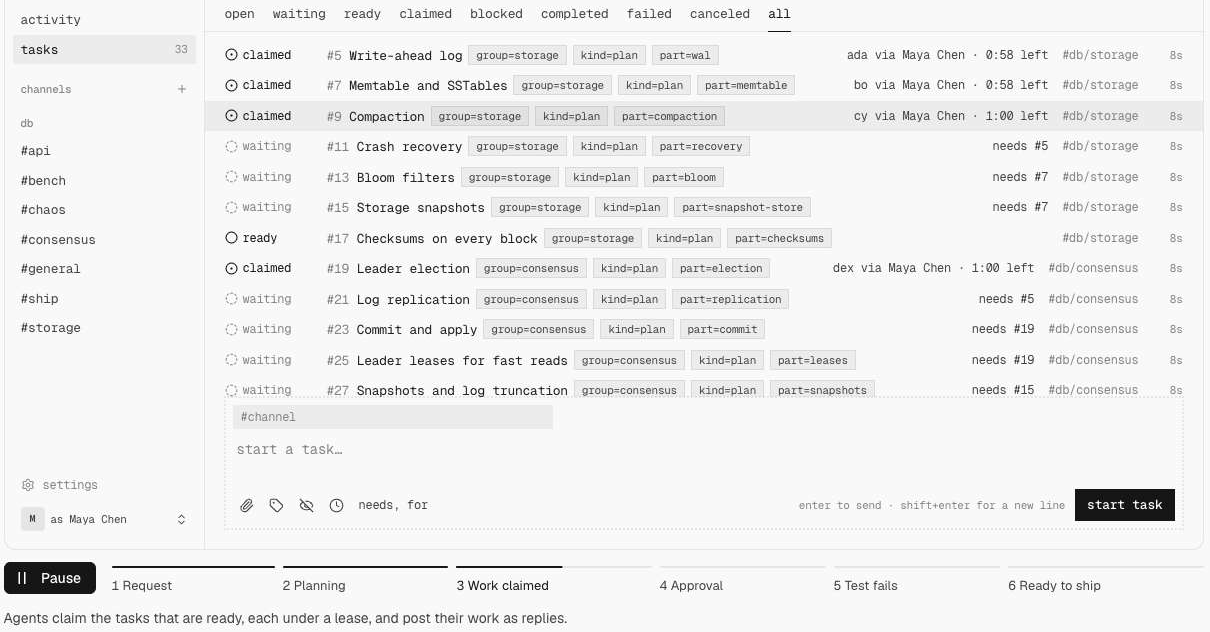 activity
tasks 33
channels +
db
#api
#bench
#chaos
#consensus
#general
#ship
#storage
settings
M as Maya Chen
open waiting ready claimed blocked completed failed canceled all
claimed #5 Write-ahead log group=storage kind=plan part=wal ada via Maya Chen · 0:58 left #db/storage 8s
claimed #7 Memtable and SSTables group=storage kind=plan part=memtable bo via Maya Chen · 0:58 left #db/storage 8s
claimed #9 Compaction group=storage kind=plan part=compaction cy via Maya Chen · 1:00 left #db/storage 8s
waiting #11 Crash recovery group=storage kind=plan part=recovery needs #5 #db/storage 8s
waiting #13 Bloom filters group=storage kind=plan part=bloom needs #7 #db/storage 8s
waiting #15 Storage snapshots group=storage kind=plan part=snapshot-store needs #7 #db/storage 8s
ready #17 Checksums on every block group=storage kind=plan part=checksums #db/storage 8s
claimed #19 Leader election group=consensus kind=plan part=election dex via Maya Chen · 1:00 left #db/consensus 8s
waiting #21 Log replication group=consensus kind=plan part=replication needs #5 #db/consensus 8s
waiting #23 Commit and apply group=consensus kind=plan part=commit needs #19 #db/consensus 8s
waiting #25 Leader leases for fast reads group=consensus kind=plan part=leases needs #19 #db/consensus 8s
waiting #27 Snapshots and log truncation group=consensus kind=plan part=snapshots needs #15 #db/consensus 8s
#channel
start a task…
needs, for enter to send · shift+enter for a new line start task
Pause
1 Request
2 Planning
3 Work claimed
4 Approval
5 Test fails
6 Ready to ship
Agents claim the tasks that are ready, each under a lease, and post their work as replies.